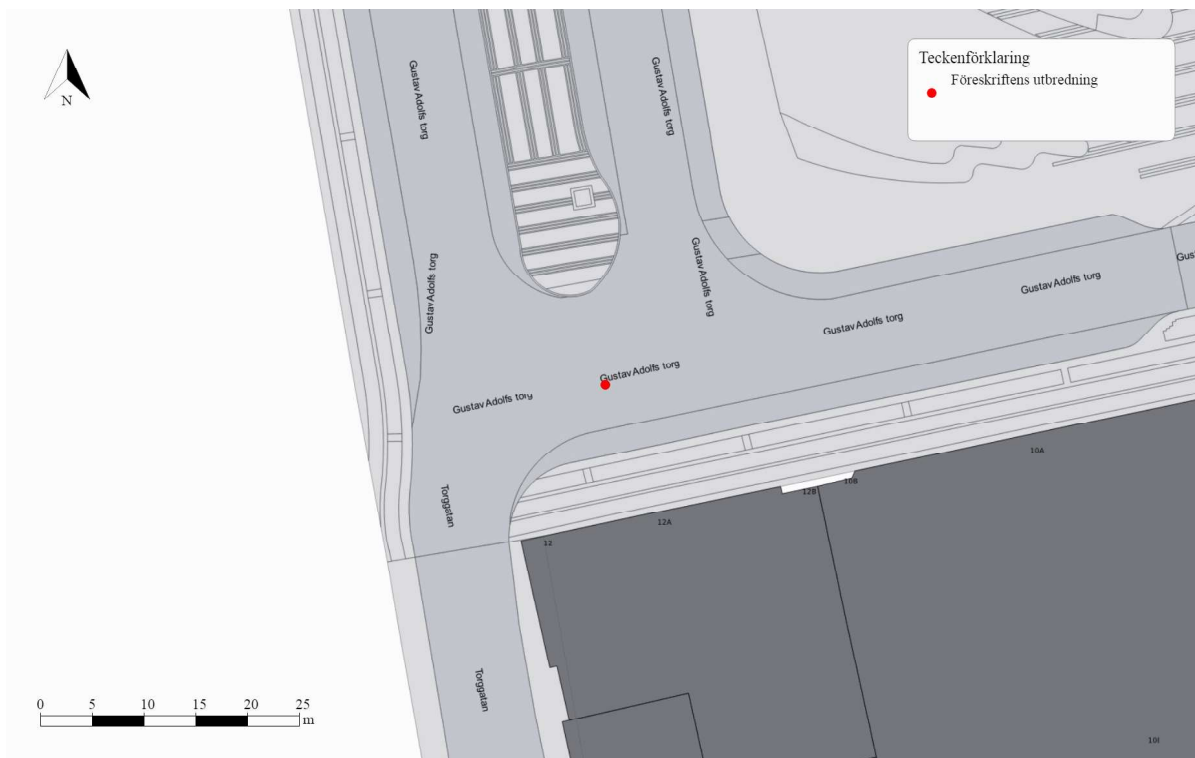 Teckenförklaring
Föreskriftens utbredning
N
Gustav Adolfs torg
Gustav Adolfs torg
Gustav Adolfs torg
Gustav Adolfs torg
Gustav Adolfs torg
Gustav Adolfs torg
Gustav Adolfs torg
Gustav Adolfs torg
Torggatan
Torggatan
10A
10B
12B
12A
12
10I
0 5 10 15 20 25
m